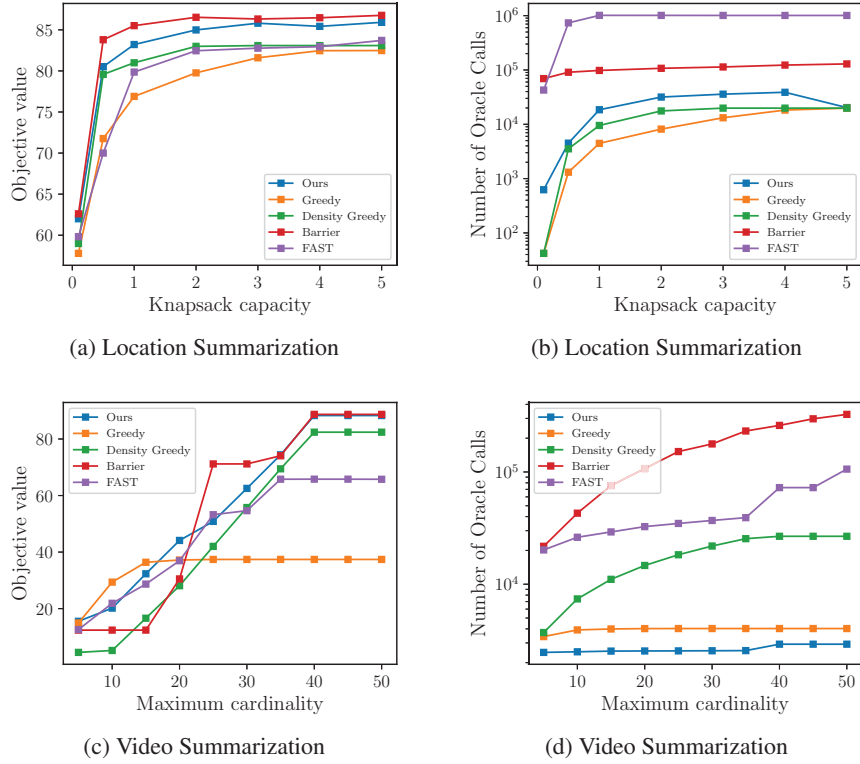 Objective value
85
80
75
70
65
60
0 1 2 3 4 5
Knapsack capacity
Ours
Greedy
Density Greedy
Barrier
FAST
(a) Location Summarization
Number of Oracle Calls
10^6
10^5
10^4
10^3
10^2
0 1 2 3 4 5
Knapsack capacity
Ours
Greedy
Density Greedy
Barrier
FAST
(b) Location Summarization
Objective value
80
60
40
20
10 20 30 40 50
Maximum cardinality
Ours
Greedy
Density Greedy
Barrier
FAST
(c) Video Summarization
Number of Oracle Calls
10^5
10^4
10 20 30 40 50
Maximum cardinality
Ours
Greedy
Density Greedy
Barrier
FAST
(d) Video Summarization